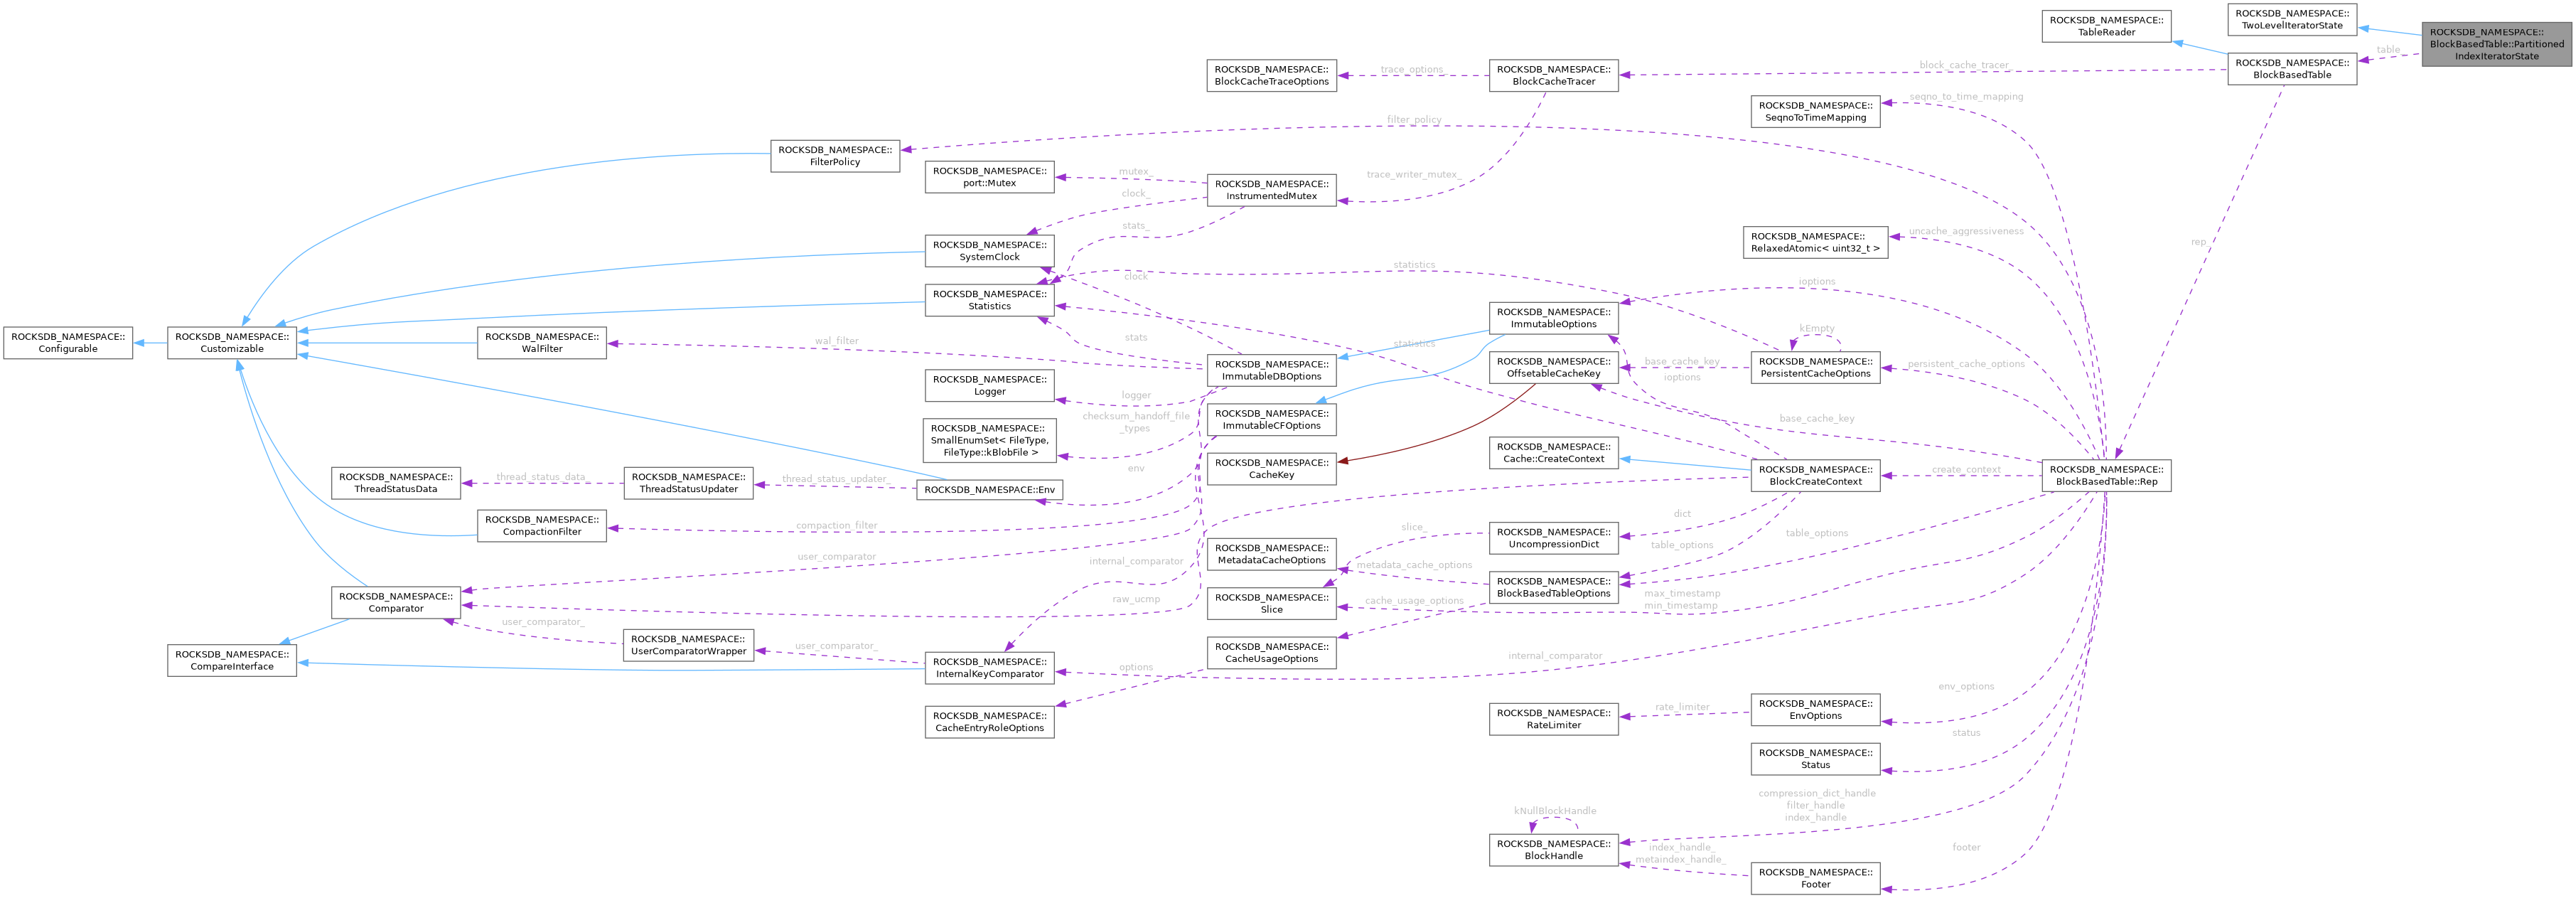 ROCKSDB_NAMESPACE::
TwoLevelIteratorState
ROCKSDB_NAMESPACE::
TableReader
ROCKSDB_NAMESPACE::
BlockBasedTable::Partitioned
IndexIteratorState
table_
ROCKSDB_NAMESPACE::
BlockBasedTable
block_cache_tracer_
ROCKSDB_NAMESPACE::
BlockCacheTracer
trace_options_
ROCKSDB_NAMESPACE::
BlockCacheTraceOptions
seqno_to_time_mapping
ROCKSDB_NAMESPACE::
SeqnoToTimeMapping
filter_policy
ROCKSDB_NAMESPACE::
FilterPolicy
ROCKSDB_NAMESPACE::
port::Mutex
mutex_
ROCKSDB_NAMESPACE::
InstrumentedMutex
trace_writer_mutex_
clock_
stats_
uncache_aggressiveness
ROCKSDB_NAMESPACE::
RelaxedAtomic< uint32_t >
rep_
ROCKSDB_NAMESPACE::
SystemClock
clock
statistics
ioptions
ROCKSDB_NAMESPACE::
Statistics
ROCKSDB_NAMESPACE::
ImmutableOptions
kEmpty
ROCKSDB_NAMESPACE::
Configurable
ROCKSDB_NAMESPACE::
Customizable
ROCKSDB_NAMESPACE::
WalFilter
wal_filter
stats
statistics
ROCKSDB_NAMESPACE::
ImmutableDBOptions
ROCKSDB_NAMESPACE::
OffsetableCacheKey
base_cache_key
ioptions
ROCKSDB_NAMESPACE::
PersistentCacheOptions
persistent_cache_options
ROCKSDB_NAMESPACE::
Logger
logger
checksum_handoff_file
_types
ROCKSDB_NAMESPACE::
ImmutableCFOptions
base_cache_key
ROCKSDB_NAMESPACE::
SmallEnumSet< FileType,
FileType::kBlobFile >
ROCKSDB_NAMESPACE::
Cache::CreateContext
ROCKSDB_NAMESPACE::
CacheKey
env
ROCKSDB_NAMESPACE::
ThreadStatusData
thread_status_data_
ROCKSDB_NAMESPACE::
ThreadStatusUpdater
thread_status_updater_
ROCKSDB_NAMESPACE::Env
ROCKSDB_NAMESPACE::
BlockCreateContext
create_context
ROCKSDB_NAMESPACE::
BlockBasedTable::Rep
ROCKSDB_NAMESPACE::
CompactionFilter
compaction_filter
dict
slice_
ROCKSDB_NAMESPACE::
UncompressionDict
table_options
table_options
user_comparator
internal_comparator
ROCKSDB_NAMESPACE::
MetadataCacheOptions
metadata_cache_options
ROCKSDB_NAMESPACE::
BlockBasedTableOptions
ROCKSDB_NAMESPACE::
Comparator
raw_ucmp
ROCKSDB_NAMESPACE::
Slice
cache_usage_options
max_timestamp
min_timestamp
user_comparator_
ROCKSDB_NAMESPACE::
UserComparatorWrapper
user_comparator_
ROCKSDB_NAMESPACE::
CompareInterface
ROCKSDB_NAMESPACE::
InternalKeyComparator
options
ROCKSDB_NAMESPACE::
CacheUsageOptions
internal_comparator
ROCKSDB_NAMESPACE::
CacheEntryRoleOptions
env_options
ROCKSDB_NAMESPACE::
RateLimiter
rate_limiter
ROCKSDB_NAMESPACE::
EnvOptions
status
ROCKSDB_NAMESPACE::
Status
compression_dict_handle
filter_handle
index_handle
kNullBlockHandle
ROCKSDB_NAMESPACE::
BlockHandle
index_handle_
metaindex_handle_
footer
ROCKSDB_NAMESPACE::
Footer